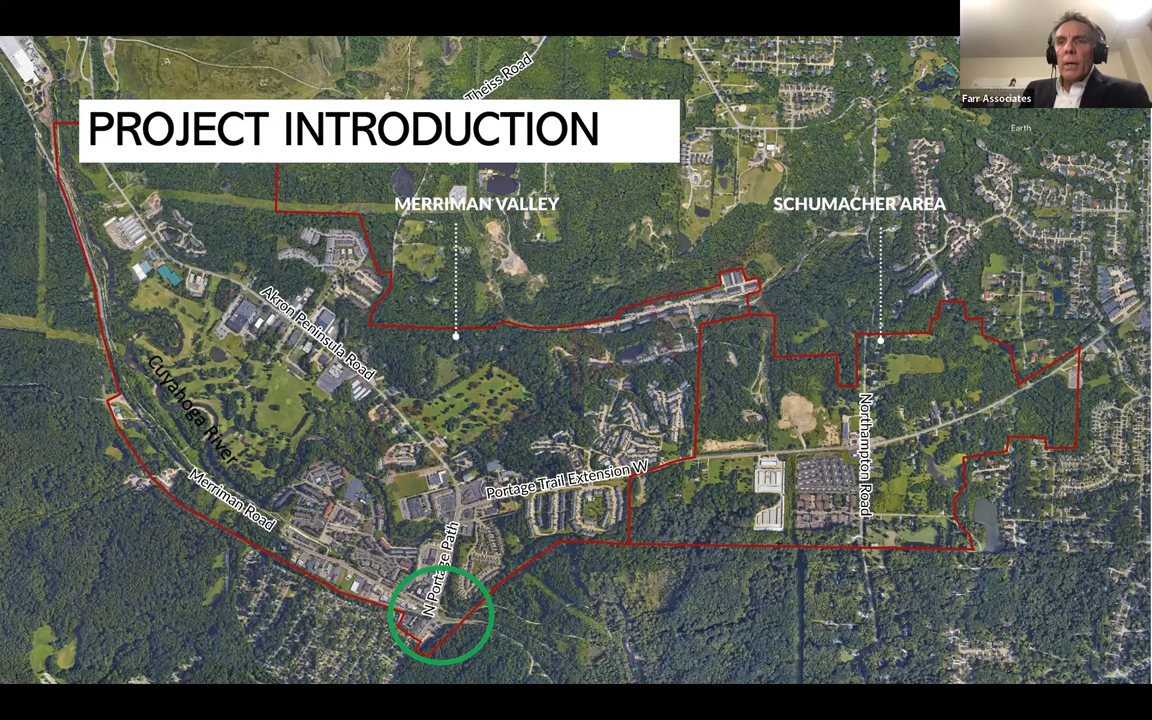 Farr Associates
Theiss Road
PROJECT INTRODUCTION
Earth
MERRIMAN VALLEY
SCHUMACHER AREA
Akron Peninsula Road
Cuyahoga River
Merriman Road
Portage Trail Extension W
Northampton Road
N Portage Path